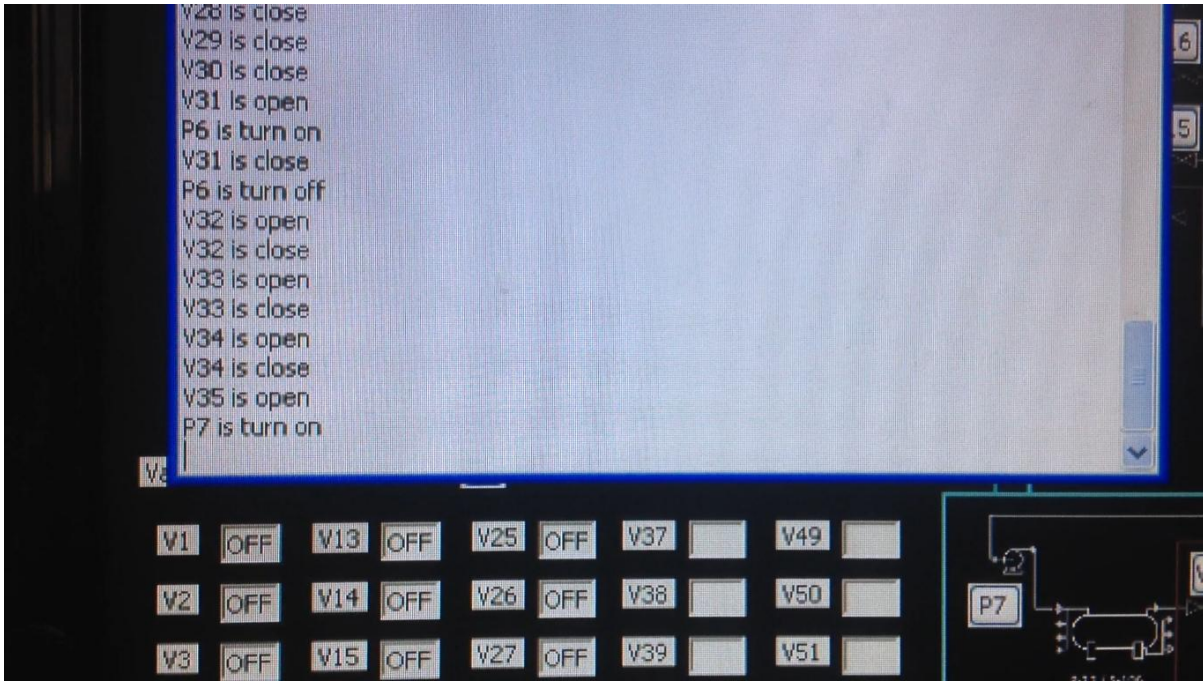 V28 is close
V29 is close
V30 is close
V31 is open
P6 is turn on
V31 is close
P6 is turn off
V32 is open
V32 is close
V33 is open
V33 is close
V34 is open
V34 is close
V35 is open
P7 is turn on
V1 OFF V13 OFF V25 OFF V37 V49
V2 OFF V14 OFF V26 OFF V38 V50
V3 OFF V15 OFF V27 OFF V39 V51
P7